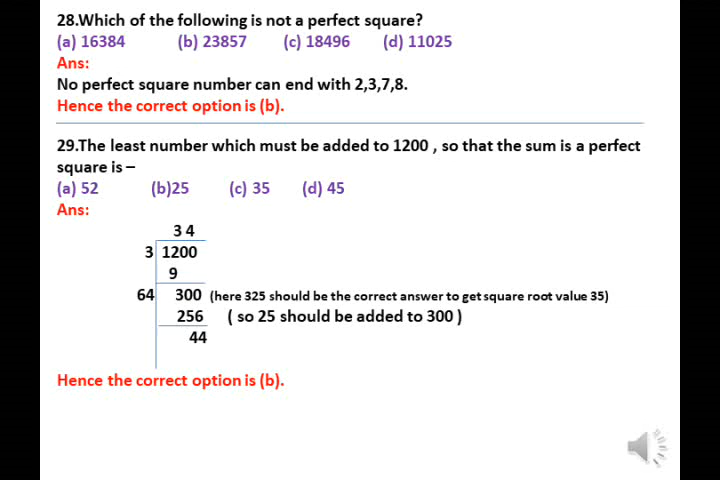 28.Which of the following is not a perfect square?
(a) 16384 (b) 23857 (c) 18496 (d) 11025
Ans:
No perfect square number can end with 2,3,7,8.
Hence the correct option is (b).
29.The least number which must be added to 1200 , so that the sum is a perfect
square is –
(a) 52 (b)25 (c) 35 (d) 45
Ans:
3 4
3 1200
9
64 300 (here 325 should be the correct answer to get square root value 35)
256 ( so 25 should be added to 300 )
44
Hence the correct option is (b).